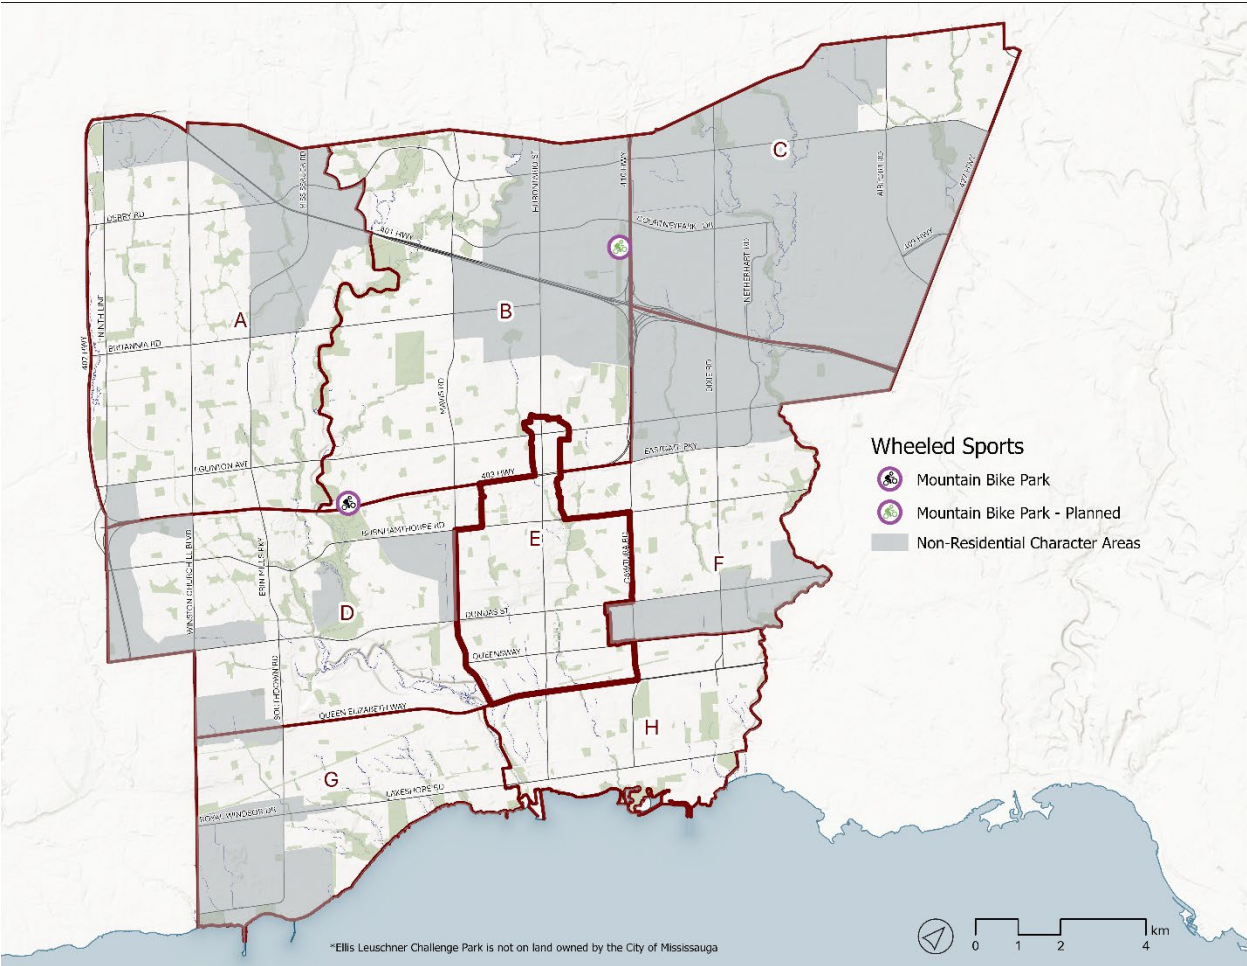 C
MISSISSAUGA RD
HURONTARIO ST
410 HWY
AIRPORT RD
427 HWY
DERRY RD
401 HWY
COURTNEYPARK DR
409 HWY
NETHERHART RD
NINTH LINE
A
B
407 HWY
BRITANNIA RD
MAVIS RD
DIXIE RD
EGLINTON AVE
403 HWY
EASTGATE PKY
Wheeled Sports
Mountain Bike Park
Mountain Bike Park - Planned
Non-Residential Character Areas
BURNHAMTHORPE RD
E
WINSTON CHURCHILL BLVD
ERIN MILLS PKY
CAWTHRA RD
F
D
DUNDAS ST
QUEENSWAY
SOUTHDOWN RD
QUEEN ELIZABETH WAY
H
G
LAKESHORE RD
ROYAL WINDSOR DR
*Ellis Leuschner Challenge Park is not on land owned by the City of Mississauga
km
0 1 2 4